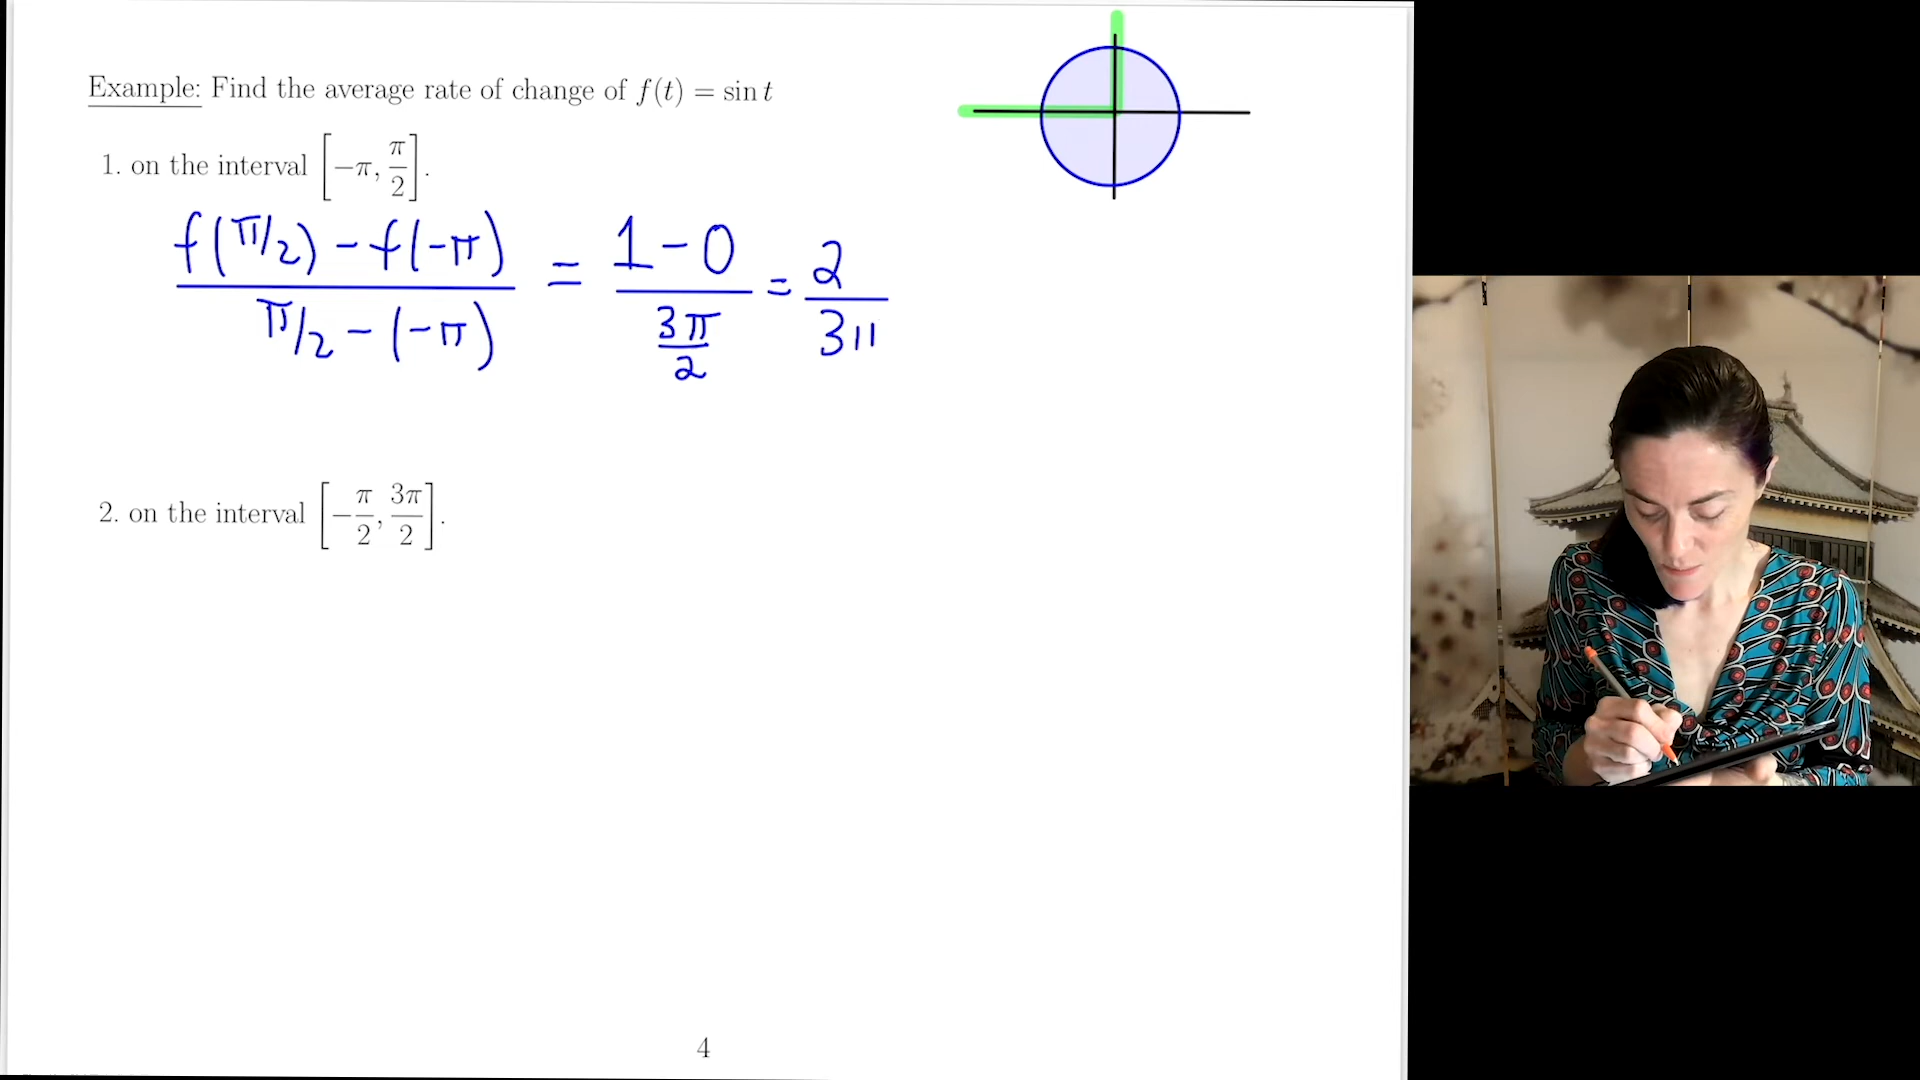 Example: Find the average rate of change of f(t) = sin t
1. on the interval [−π, π/2].
f(π/2) − f(−π) / π/2 − (−π) = 1 − 0 / 3π/2 = 2 / 3π
2. on the interval [−π/2, 3π/2].
4